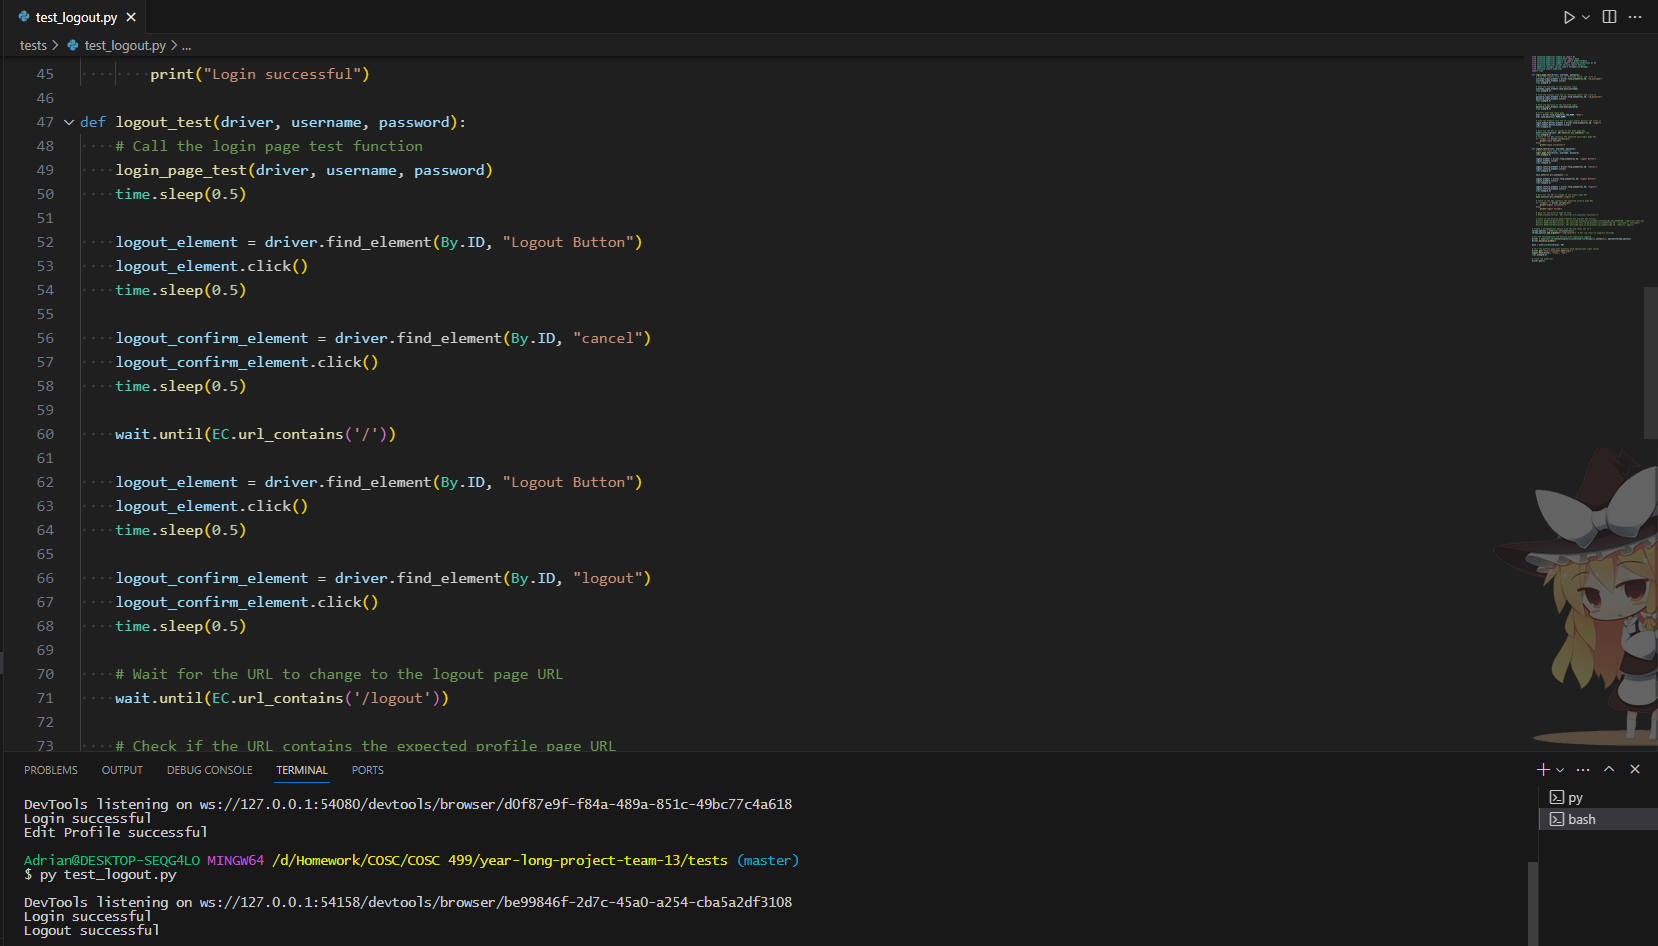 test_logout.py
tests > test_logout.py > ...
45 print("Login successful")
46
47 def logout_test(driver, username, password):
48 # Call the login page test function
49 login_page_test(driver, username, password)
50 time.sleep(0.5)
51
52 logout_element = driver.find_element(By.ID, "Logout Button")
53 logout_element.click()
54 time.sleep(0.5)
55
56 logout_confirm_element = driver.find_element(By.ID, "cancel")
57 logout_confirm_element.click()
58 time.sleep(0.5)
59
60 wait.until(EC.url_contains('/'))
61
62 logout_element = driver.find_element(By.ID, "Logout Button")
63 logout_element.click()
64 time.sleep(0.5)
65
66 logout_confirm_element = driver.find_element(By.ID, "logout")
67 logout_confirm_element.click()
68 time.sleep(0.5)
69
70 # Wait for the URL to change to the logout page URL
71 wait.until(EC.url_contains('/logout'))
72
73 # Check if the URL contains the expected profile page URL
PROBLEMS OUTPUT DEBUG CONSOLE TERMINAL PORTS
DevTools listening on ws://127.0.0.1:54080/devtools/browser/d0f87e9f-f84a-489a-851c-49bc77c4a618
Login successful
Edit Profile successful
Adrian@DESKTOP-SEQG4LO MINGW64 /d/Homework/COSC/COSC 499/year-long-project-team-13/tests (master)
$ py test_logout.py
DevTools listening on ws://127.0.0.1:54158/devtools/browser/be99846f-2d7c-45a0-a254-cba5a2df3108
Login successful
Logout successful
py
bash